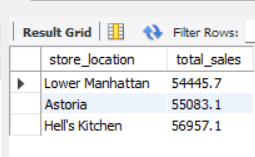 Result Grid Filter Rows:
store_location total_sales
Lower Manhattan 54445.7
Astoria 55083.1
Hell's Kitchen 56957.1